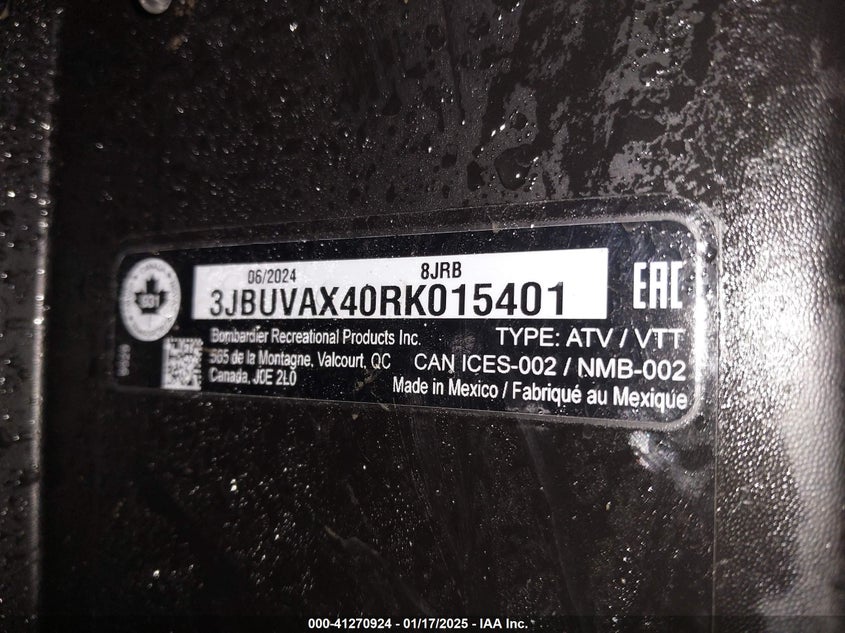 06/2024 8JRB
3JBUVAX40RK015401
EAC
Bombardier Recreational Products Inc.
565 de la Montagne, Valcourt, QC
Canada, J0E 2L0
TYPE: ATV / VTT
CAN ICES-002 / NMB-002
Made in Mexico / Fabriqué au Mexique
000-41270924 - 01/17/2025 - IAA Inc.